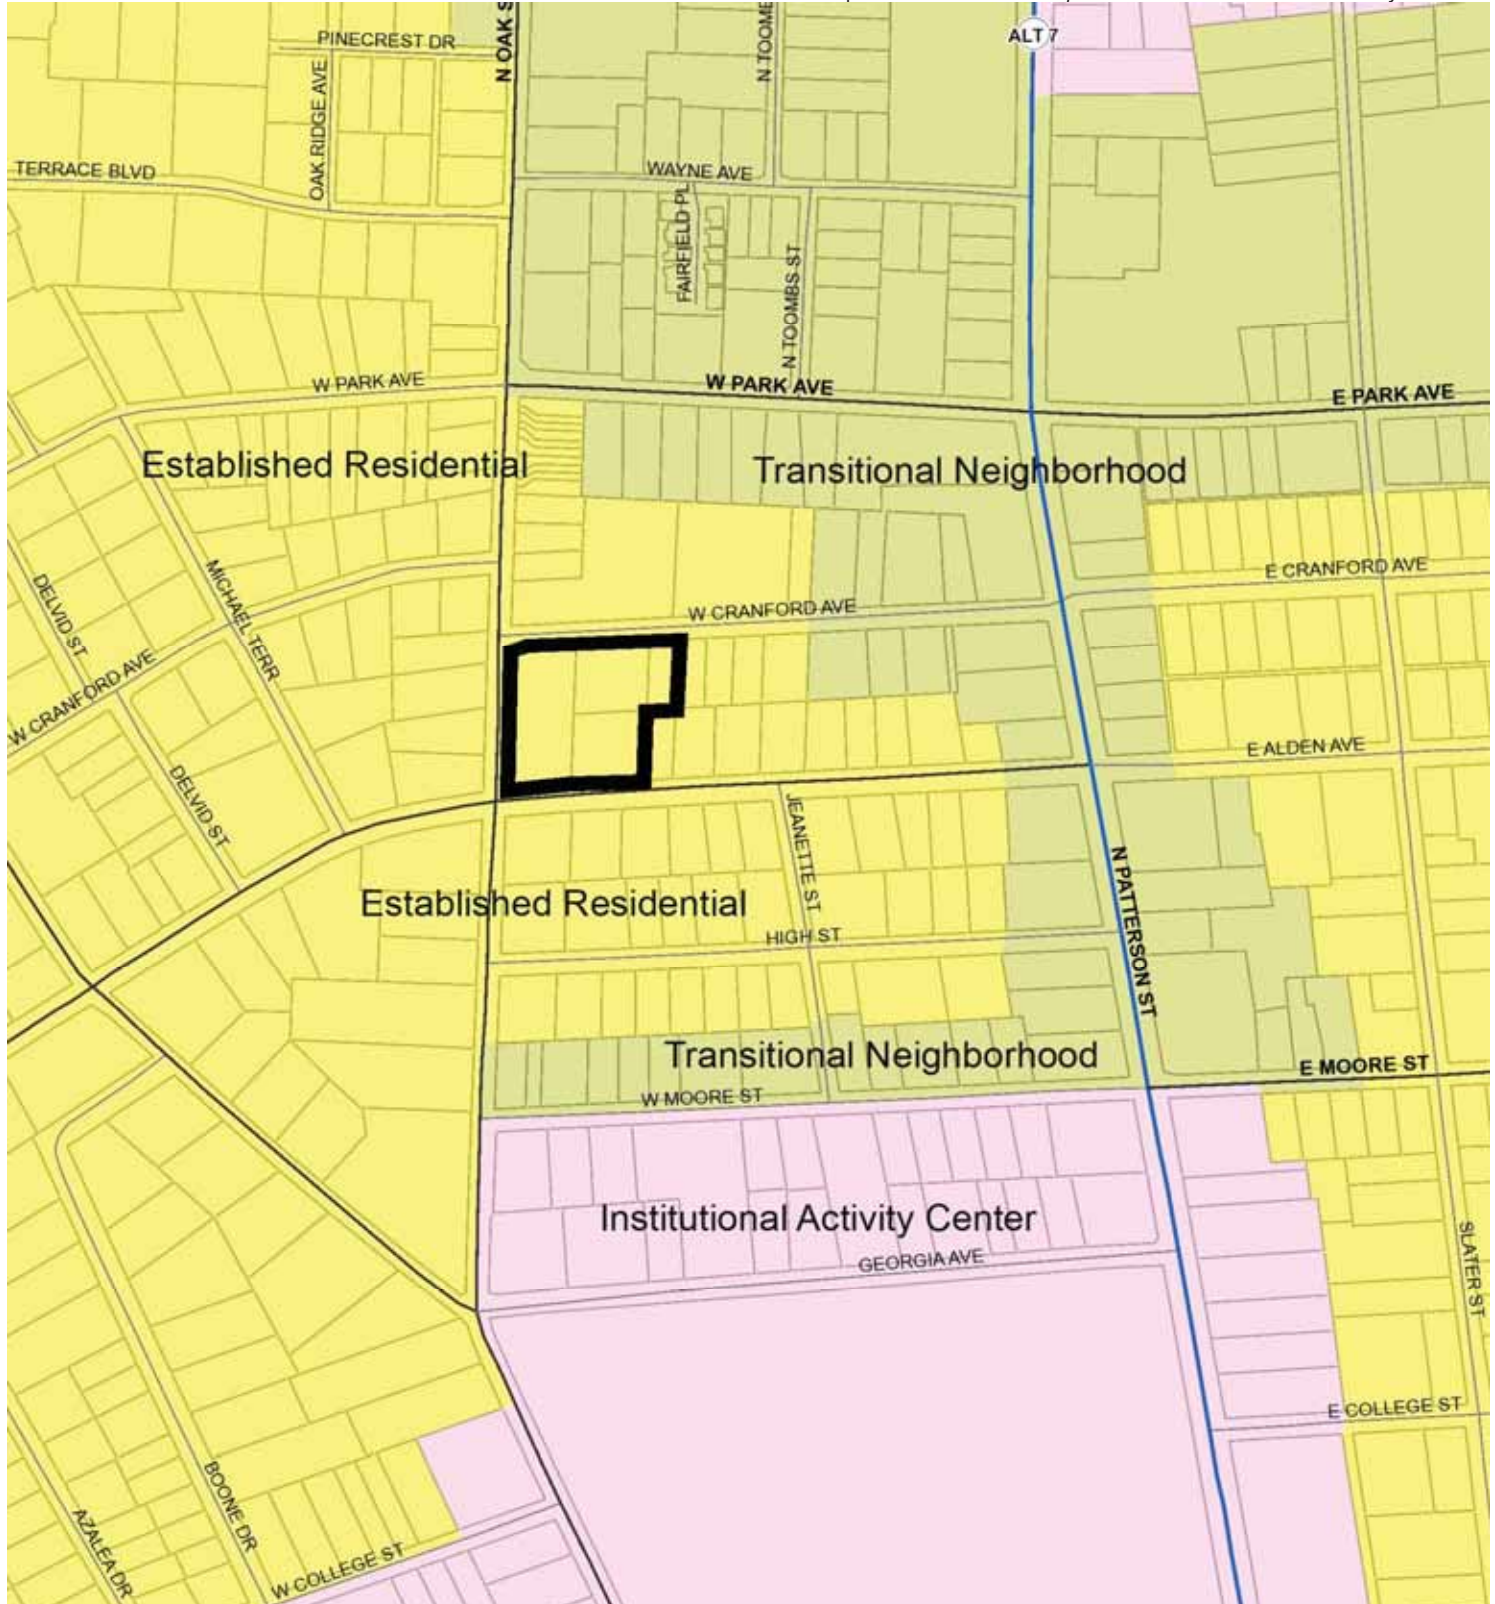 PINECREST DR
N OAK S
N TOOMB
ALT 7
OAK RIDGE AVE
TERRACE BLVD
WAYNE AVE
FAIRFIELD PL
N TOOMBS ST
W PARK AVE
W PARK AVE
E PARK AVE
Established Residential
Transitional Neighborhood
DELVID ST
MICHAEL TERR
E CRANFORD AVE
W CRANFORD AVE
W CRANFORD AVE
E ALDEN AVE
DELVID ST
JEANETTE ST
N PATTERSON ST
Established Residential
HIGH ST
Transitional Neighborhood
E MOORE ST
W MOORE ST
Institutional Activity Center
GEORGIA AVE
SLATER ST
E COLLEGE ST
BOONE DR
AZALEA DR
W COLLEGE ST